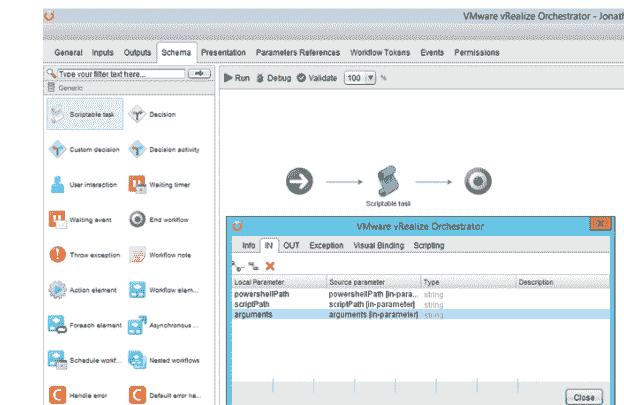 VMware vRealize Orchestrator - Jonath
General Inputs Outputs Schema Presentation Parameters References Workflow Tokens Events Permissions
Type your filter text here...
Run Debug Validate 100 %
Generic
Scriptable task Decision
Custom decision Decision activity
User interaction Waiting timer
Waiting event End workflow
Throw exception Workflow note
Action element Workflow elem...
Foreach element Asynchronous ...
Schedule workf... Nested workflows
Handle error Default error ha...
Scriptable task
VMware vRealize Orchestrator
Info IN OUT Exception Visual Binding Scripting
Local Parameter Source parameter Type Description
powershellPath powershellPath [in-para... string
scriptPath scriptPath [in-parameter] string
arguments arguments [in-parameter] string
Close